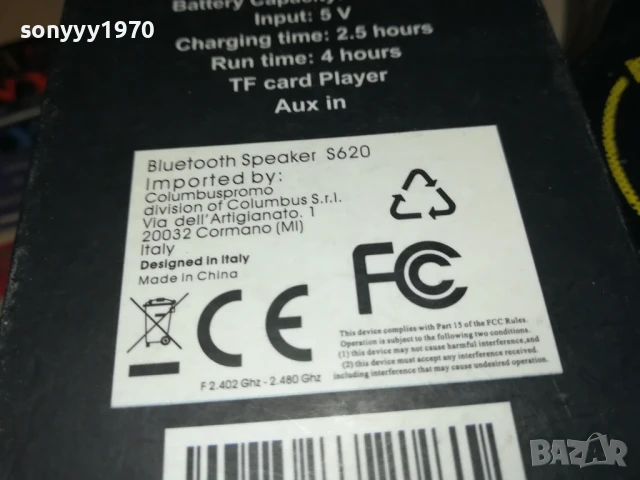 sonyyy1970
Battery Capacity
Input: 5 V
Charging time: 2.5 hours
Run time: 4 hours
TF card Player
Aux in
Bluetooth Speaker S620
Imported by:
Columbuspromo
division of Columbus S.r.l.
Via dell'Artigianato. 1
20032 Cormano (MI)
Italy
Designed in Italy
Made in China
CE
FC
F 2.402 Ghz - 2.480 Ghz
This device complies with Part 15 of the FCC Rules.
Operation is subject to the following two conditions.
(1) this device may not cause harmful interference,and
(2) this device must accept any interference received.
including interference that may cause undesired operation.
BAZAR
bg